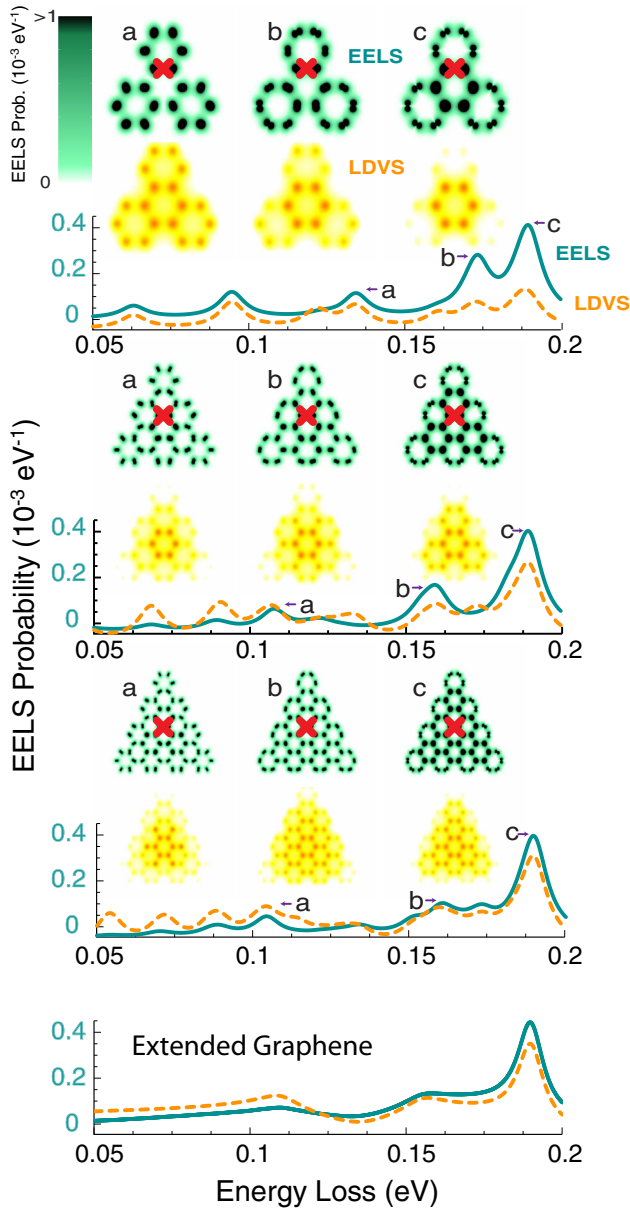 >1
EELS Prob. (10⁻³ eV⁻¹)
0
a b c
EELS
LDVS
0.4
0.2
0
a
b
c
EELS
LDVS
0.05 0.1 0.15 0.2
a b c
0.4
0.2
0
a
b
c
0.05 0.1 0.15 0.2
a b c
0.4
0.2
0
a
b
c
0.05 0.1 0.15 0.2
Extended Graphene
0.4
0.2
0
0.05 0.1 0.15 0.2
EELS Probability (10⁻³ eV⁻¹)
Energy Loss (eV)